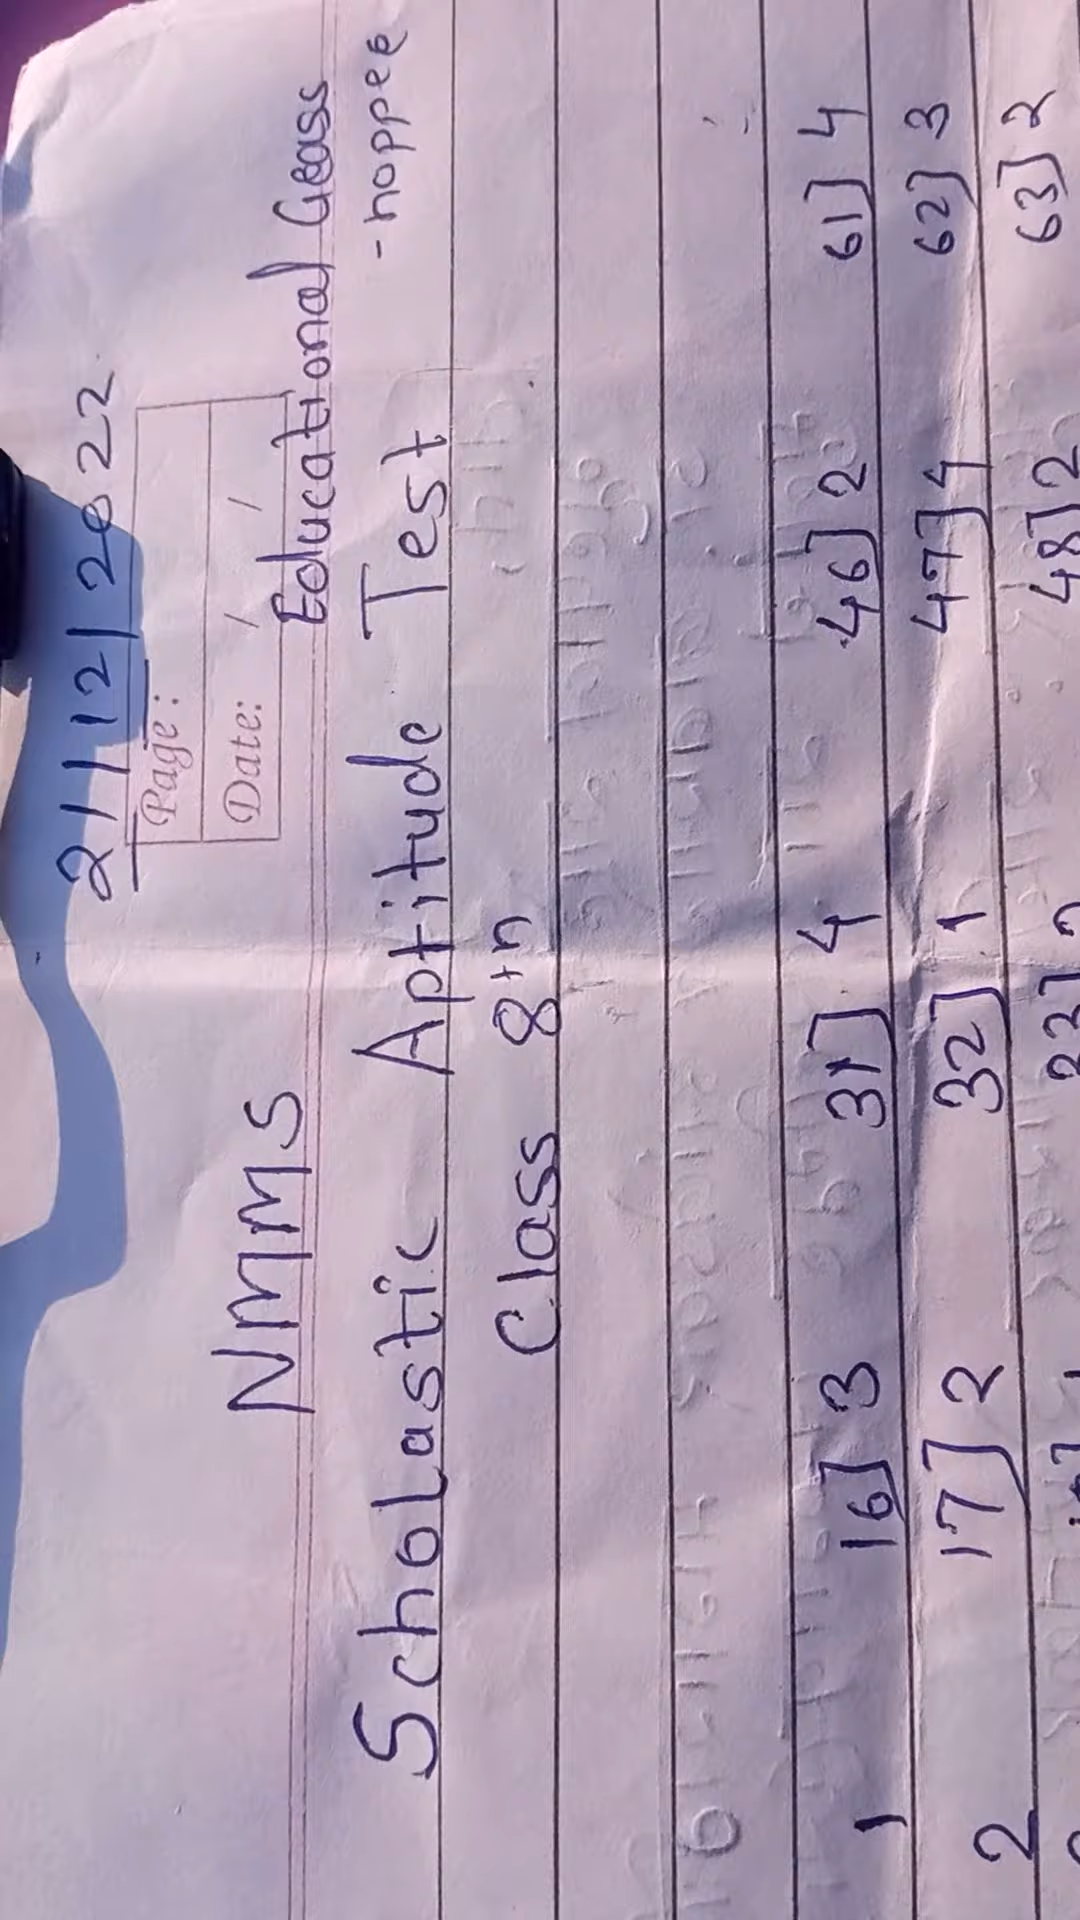 21/12/2022
Page:
Date: / /
NMMS Educational Grass
Scholastic Aptitude Test -hopper
Class 8th
1 16] 3 31] 4 46] 2 61] 4
2 17] 2 32] 1 47] 4 62] 3
48] 2 63] 2